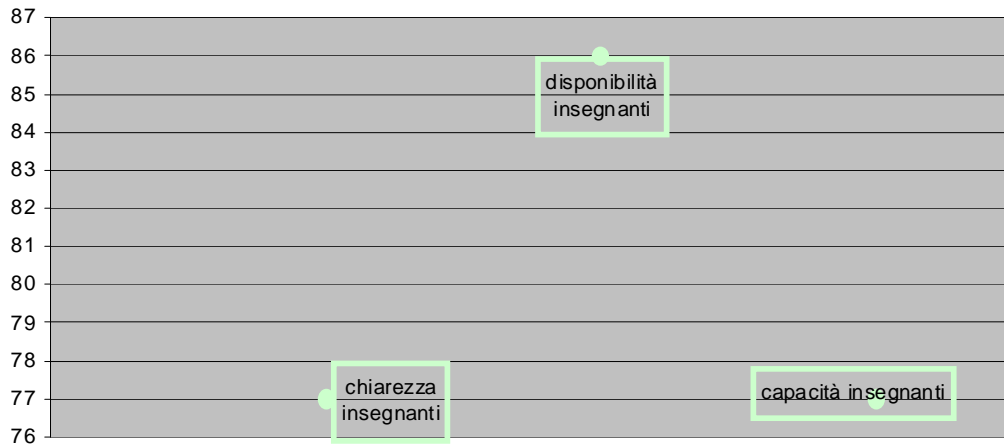 87
86
85
84
83
82
81
80
79
78
77
76
disponibilità
insegnanti
chiarezza
insegnanti
capacità insegnanti